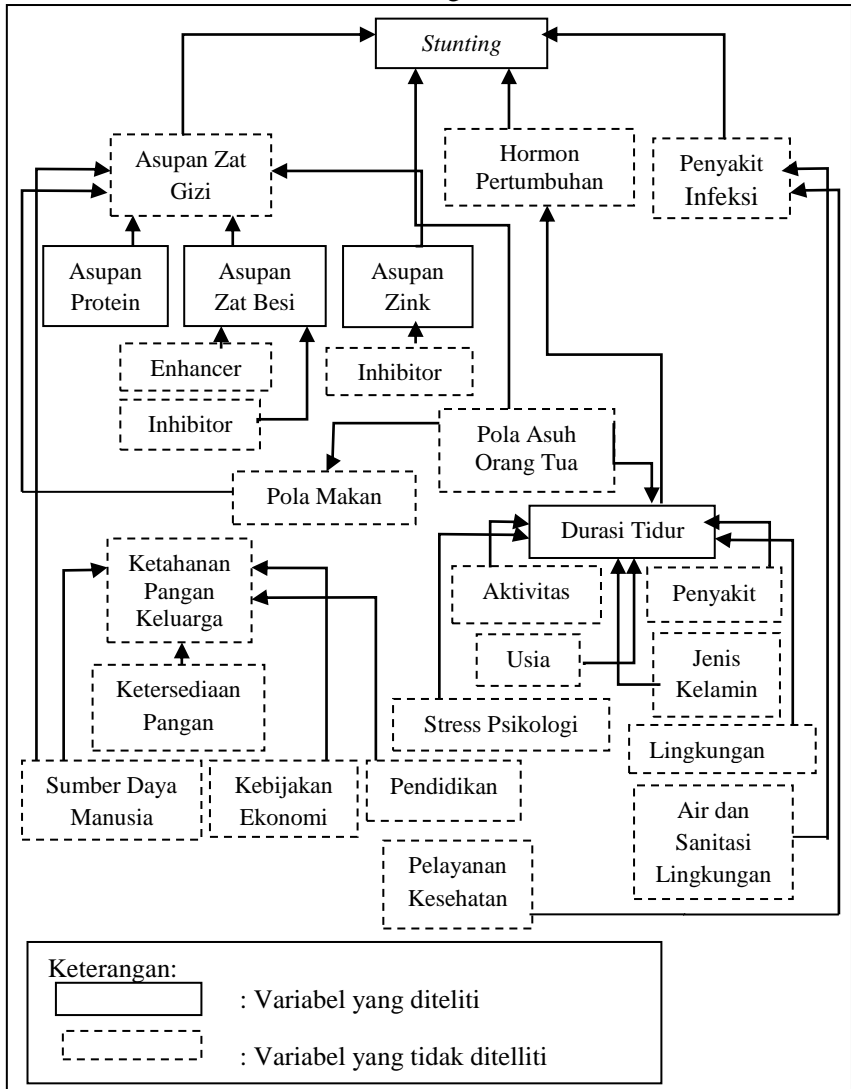 Stunting
Asupan Zat
Gizi
Hormon
Pertumbuhan
Penyakit
Infeksi
Asupan
Protein
Asupan
Zat Besi
Asupan
Zink
Enhancer
Inhibitor
Inhibitor
Pola Asuh
Orang Tua
Pola Makan
Durasi Tidur
Ketahanan
Pangan
Keluarga
Aktivitas
Penyakit
Usia
Jenis
Kelamin
Ketersediaan
Pangan
Stress Psikologi
Lingkungan
Sumber Daya
Manusia
Kebijakan
Ekonomi
Pendidikan
Air dan
Sanitasi
Lingkungan
Pelayanan
Kesehatan
Keterangan:
: Variabel yang diteliti
: Variabel yang tidak ditelliti